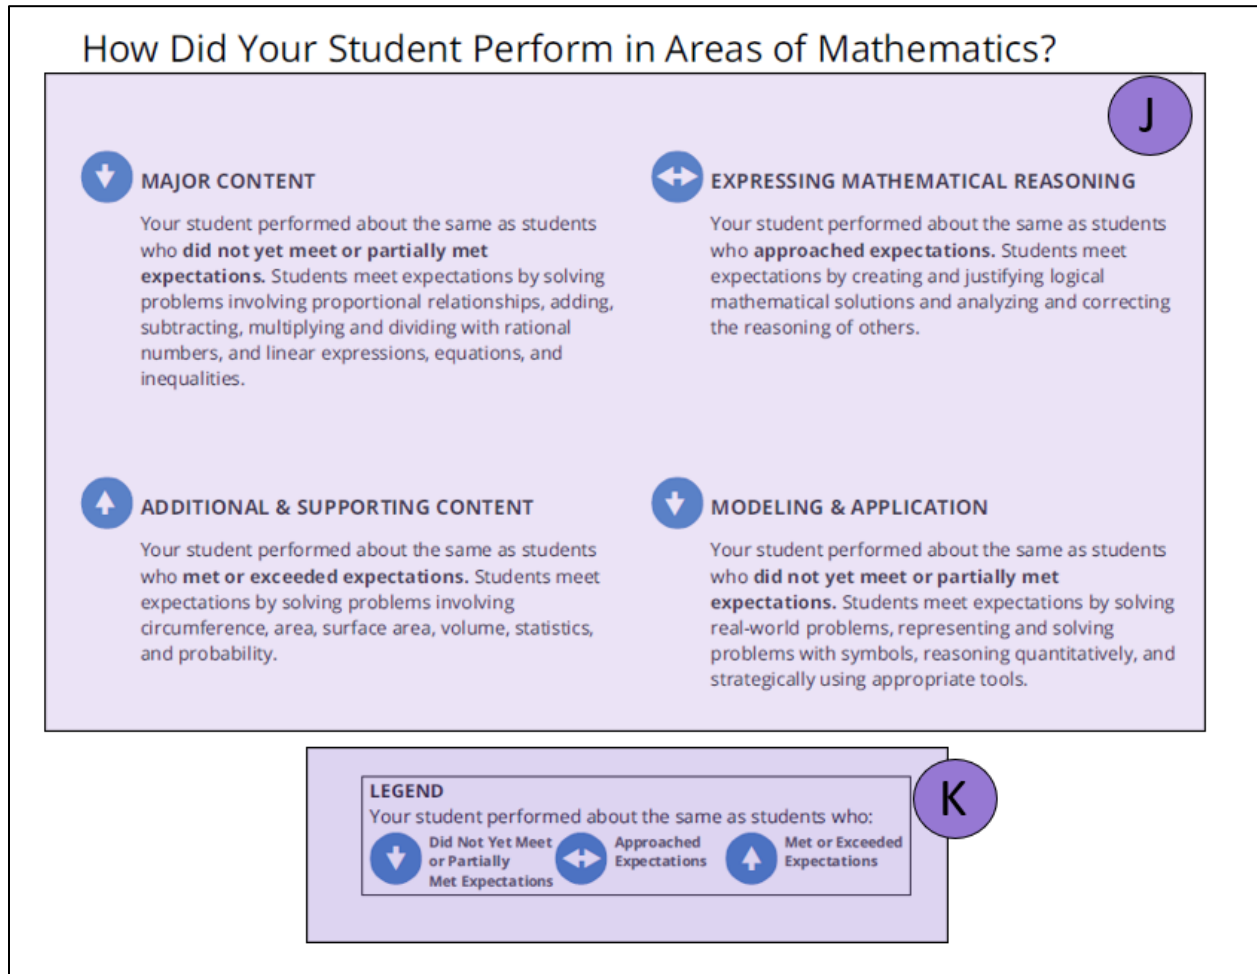 How Did Your Student Perform in Areas of Mathematics?
J
MAJOR CONTENT
Your student performed about the same as students
who did not yet meet or partially met
expectations. Students meet expectations by solving
problems involving proportional relationships, adding,
subtracting, multiplying and dividing with rational
numbers, and linear expressions, equations, and
inequalities.
EXPRESSING MATHEMATICAL REASONING
Your student performed about the same as students
who approached expectations. Students meet
expectations by creating and justifying logical
mathematical solutions and analyzing and correcting
the reasoning of others.
ADDITIONAL & SUPPORTING CONTENT
Your student performed about the same as students
who met or exceeded expectations. Students meet
expectations by solving problems involving
circumference, area, surface area, volume, statistics,
and probability.
MODELING & APPLICATION
Your student performed about the same as students
who did not yet meet or partially met
expectations. Students meet expectations by solving
real-world problems, representing and solving
problems with symbols, reasoning quantitatively, and
strategically using appropriate tools.
K
LEGEND
Your student performed about the same as students who:
Did Not Yet Meet
or Partially
Met Expectations
Approached
Expectations
Met or Exceeded
Expectations